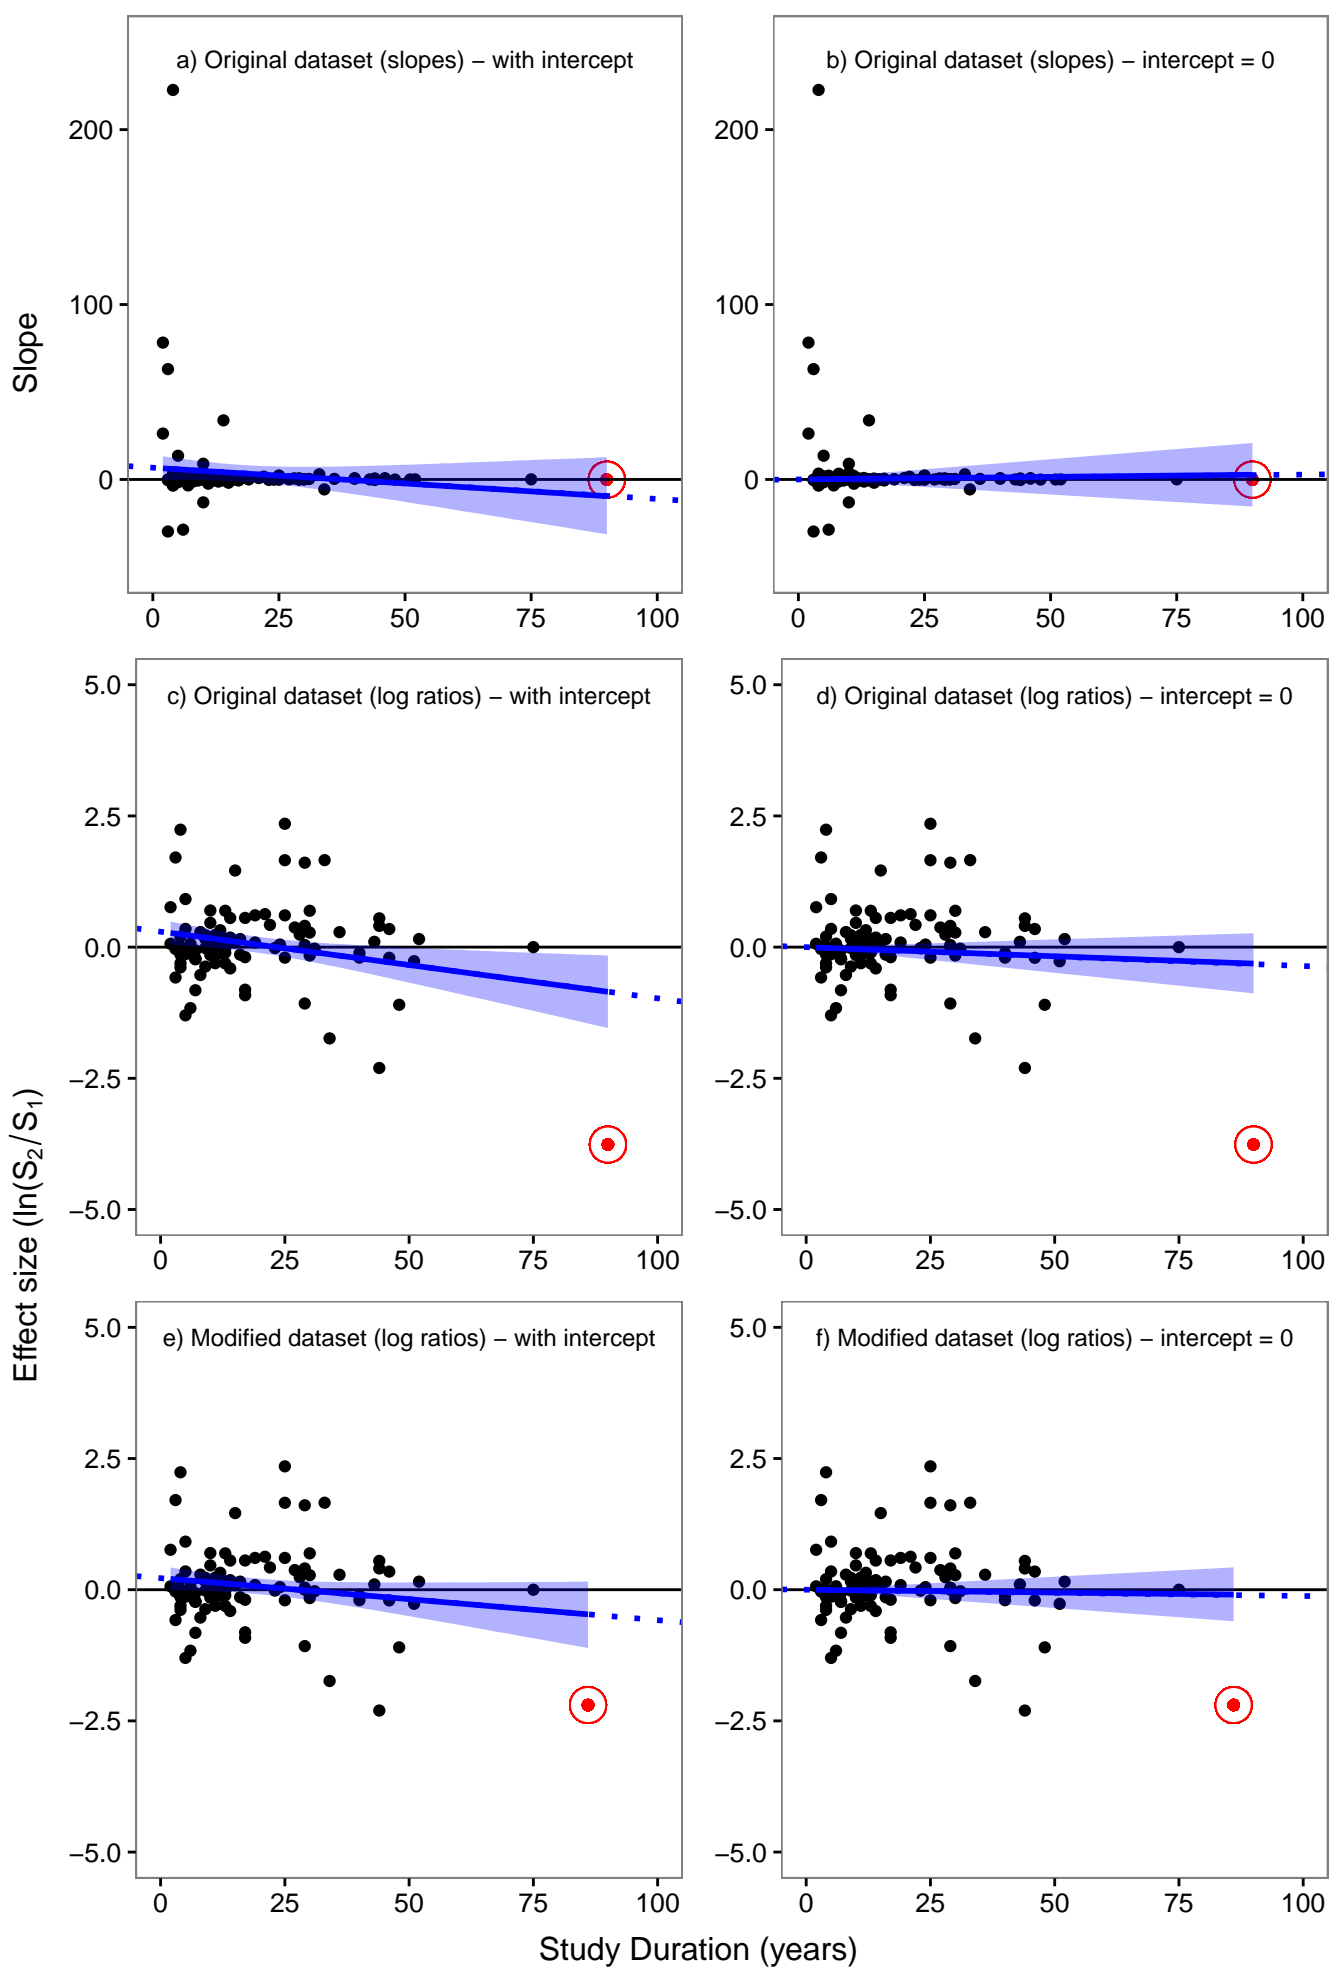 a) Original dataset (slopes) – with intercept
b) Original dataset (slopes) – intercept = 0
Slope
200
100
0
0 25 50 75 100
200
100
0
0 25 50 75 100
c) Original dataset (log ratios) – with intercept
d) Original dataset (log ratios) – intercept = 0
Effect size (ln(S2/S1)
5.0
2.5
0.0
−2.5
−5.0
0 25 50 75 100
5.0
2.5
0.0
−2.5
−5.0
0 25 50 75 100
e) Modified dataset (log ratios) – with intercept
f) Modified dataset (log ratios) – intercept = 0
5.0
2.5
0.0
−2.5
−5.0
0 25 50 75 100
5.0
2.5
0.0
−2.5
−5.0
0 25 50 75 100
Study Duration (years)